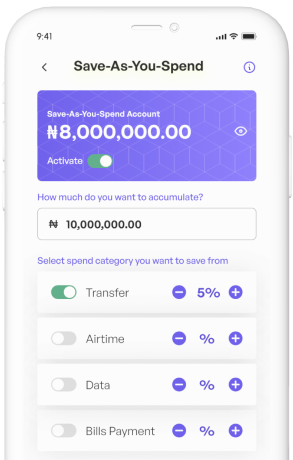 9:41
Save-As-You-Spend
Save-As-You-Spend Account
₦8,000,000.00
Activate
How much do you want to accumulate?
₦ 10,000,000.00
Select spend category you want to save from
Transfer 5%
Airtime %
Data %
Bills Payment %